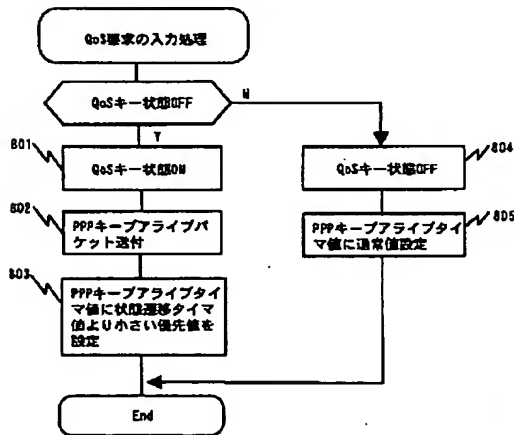 QoS要求の入力処理
QoSキー状態OFF
N
Y
801
QoSキー状態ON
804
QoSキー状態OFF
802
PPPキープアライブパ
ケット送付
805
PPPキープアライブタイ
マ値に通常値設定
803
PPPキープアライブタイ
マ値に状態遷移タイマ
値より小さい優先値を
設定
End